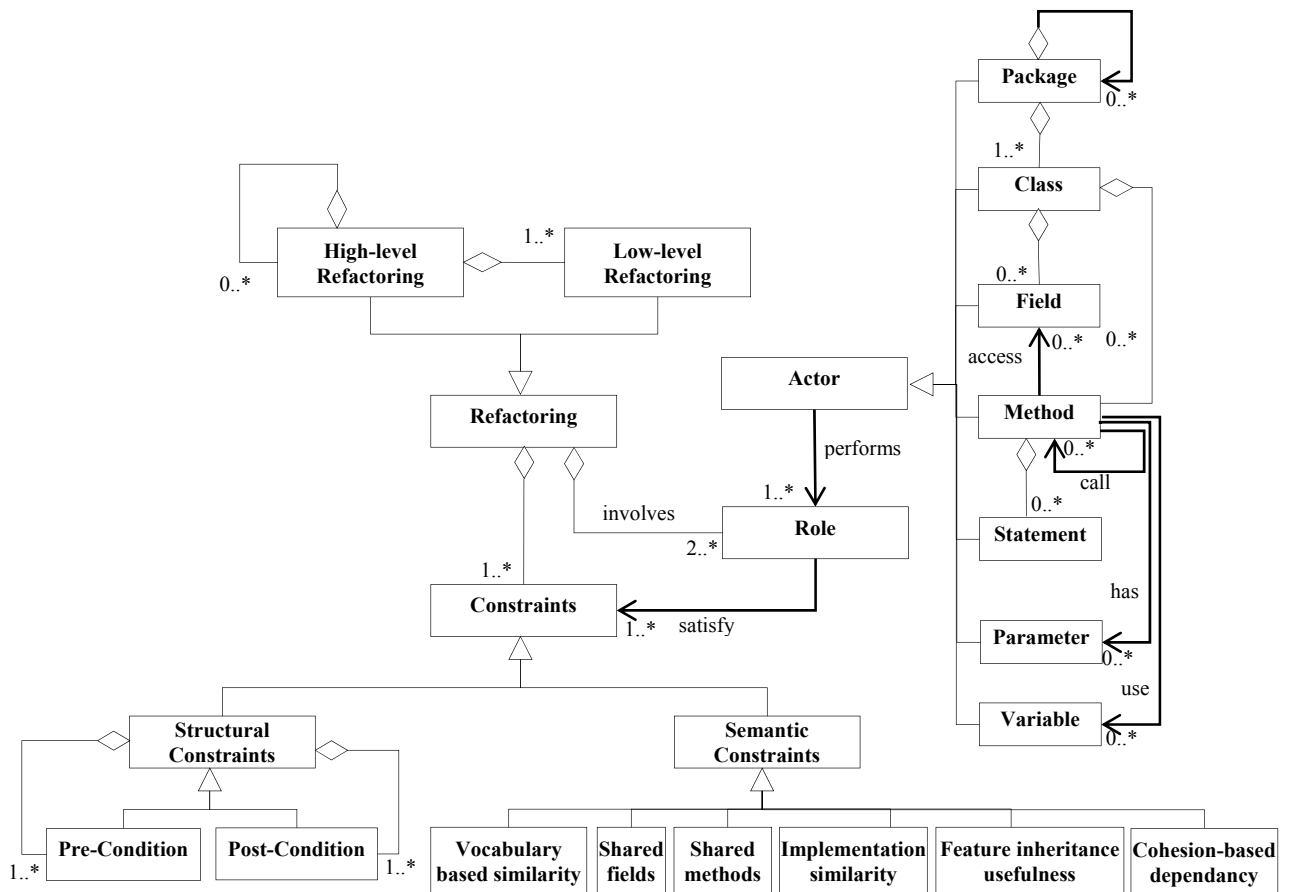 Package
0..*
1..*
Class
High-level
Refactoring
0..*
1..*
Low-level
Refactoring
0..*
Field
0..*
0..*
access
Actor
Refactoring
Method
0..*
call
performs
1..*
involves
2..*
Role
0..*
Statement
has
1..*
Constraints
1..*
satisfy
Parameter
0..*
use
Variable
0..*
Structural
Constraints
Semantic
Constraints
Pre-Condition
1..*
Post-Condition
1..*
Vocabulary
based similarity
Shared
fields
Shared
methods
Implementation
similarity
Feature inheritance
usefulness
Cohesion-based
dependancy